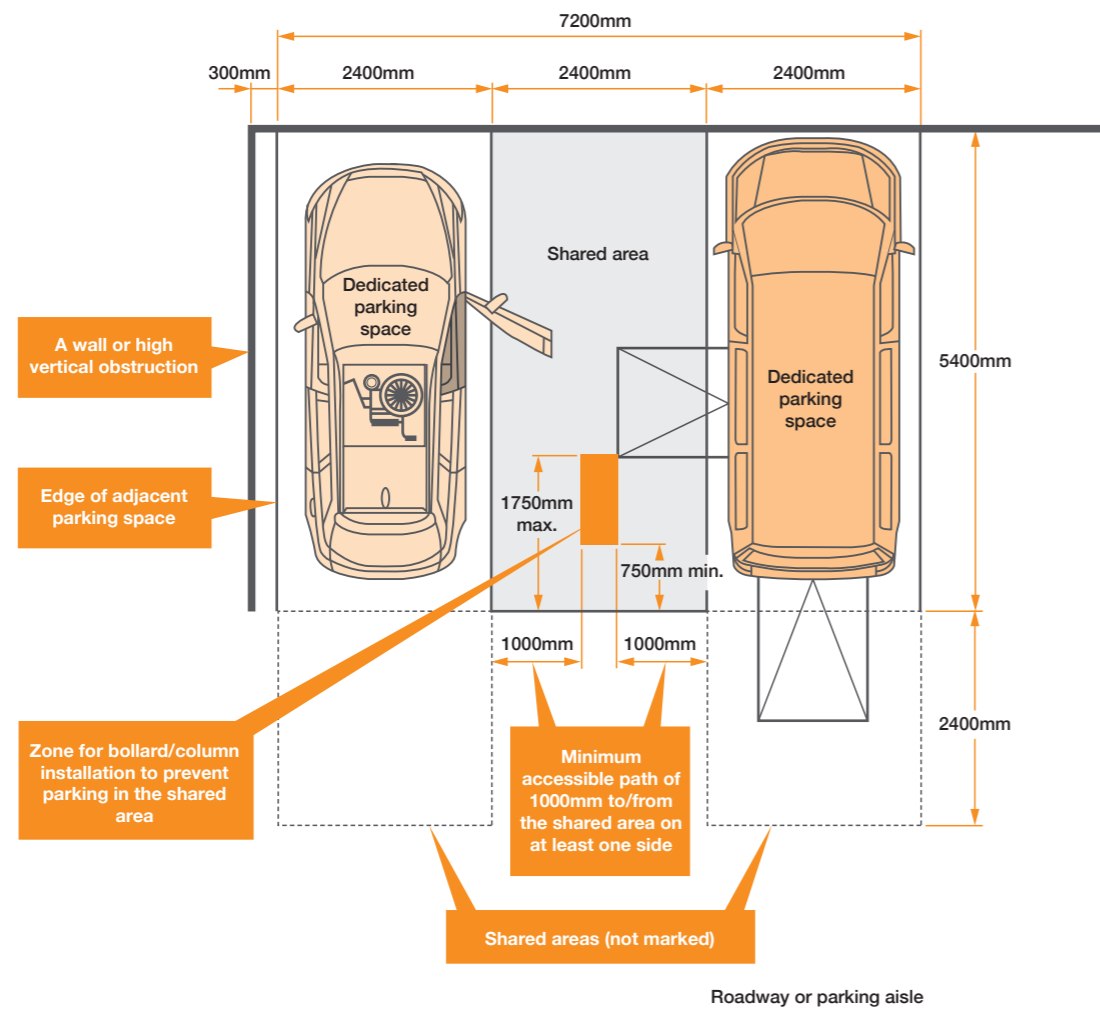 7200mm
300mm
2400mm
2400mm
2400mm
Shared area
Dedicated
parking
space
A wall or high
vertical obstruction
5400mm
Dedicated
parking
space
Edge of adjacent
parking space
1750mm
max.
750mm min.
1000mm
1000mm
2400mm
Zone for bollard/column
installation to prevent
parking in the shared
area
Minimum
accessible path of
1000mm to/from
the shared area on
at least one side
Shared areas (not marked)
Roadway or parking aisle